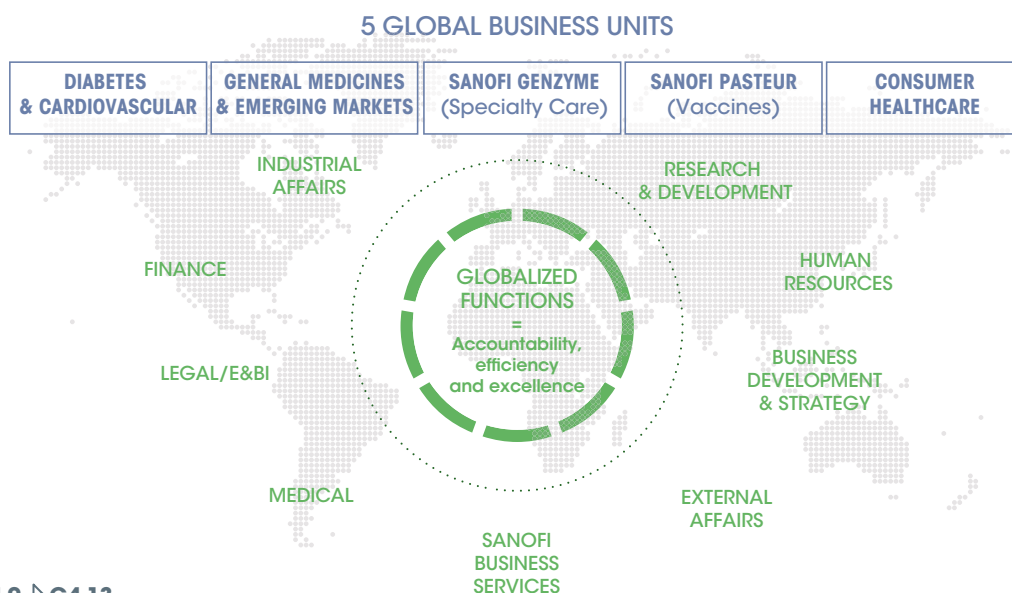 5 GLOBAL BUSINESS UNITS
DIABETES
& CARDIOVASCULAR
GENERAL MEDICINES
& EMERGING MARKETS
SANOFI GENZYME
(Specialty Care)
SANOFI PASTEUR
(Vaccines)
CONSUMER
HEALTHCARE
INDUSTRIAL
AFFAIRS
RESEARCH
& DEVELOPMENT
FINANCE
HUMAN
RESOURCES
GLOBALIZED
FUNCTIONS
=
Accountability,
efficiency
and excellence
LEGAL/E&BI
BUSINESS
DEVELOPMENT
& STRATEGY
MEDICAL
EXTERNAL
AFFAIRS
SANOFI
BUSINESS
SERVICES